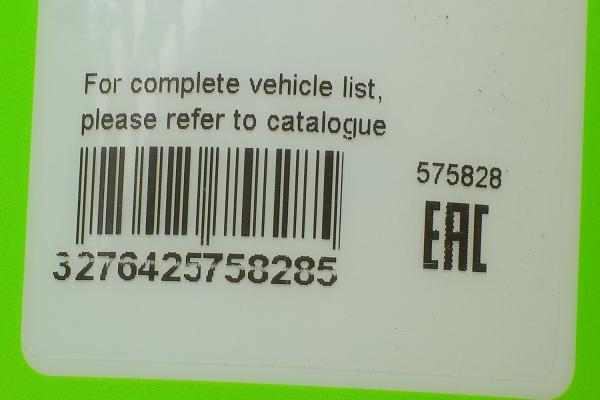 For complete vehicle list,
please refer to catalogue
575828
EAC
3276425758285